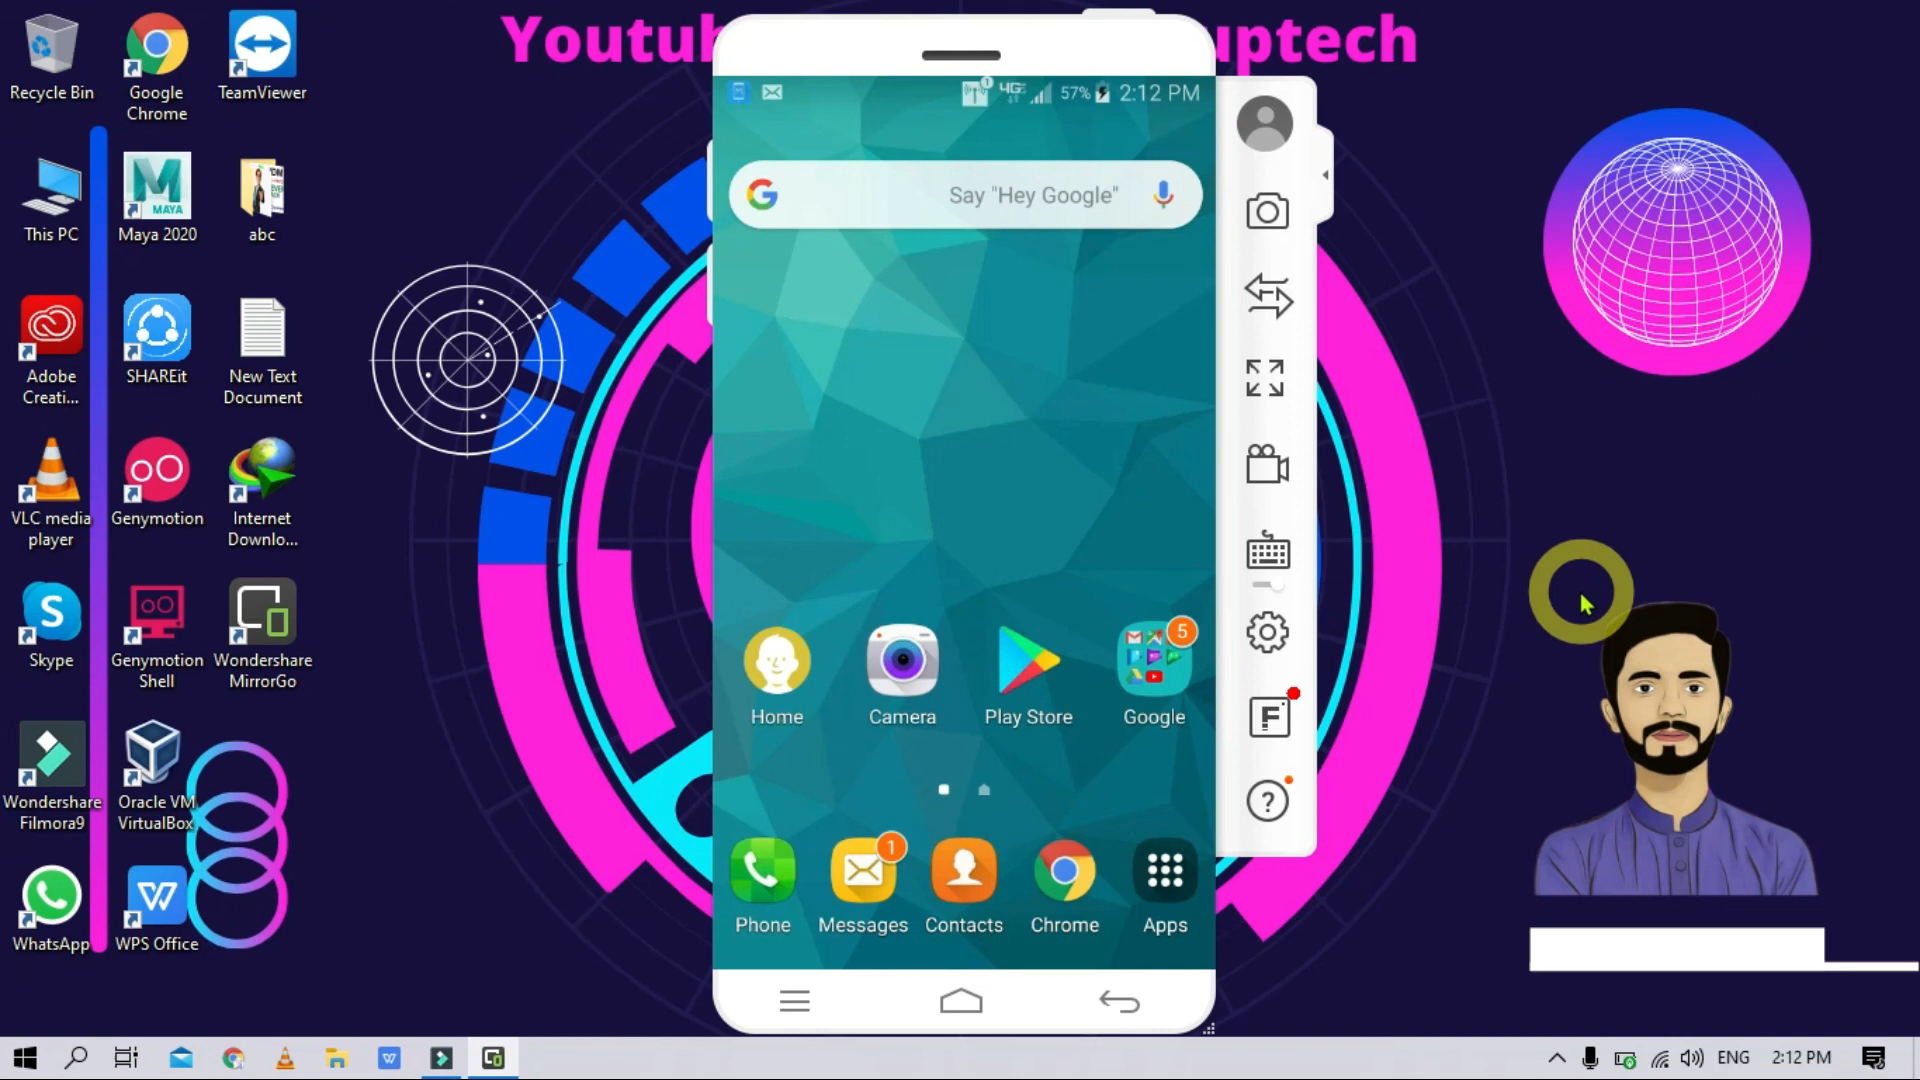 Youtub
uptech
Recycle Bin
Google
Chrome
TeamViewer
This PC
MAYA
Maya 2020
abc
Adobe
Creati...
SHAREit
New Text
Document
VLC media
player
Genymotion
Internet
Downlo...
S
Skype
Genymotion
Shell
Wondershare
MirrorGo
Wondershare
Filmora9
Oracle VM
VirtualBox
WhatsApp
W
WPS Office
1
4G
57%
2:12 PM
Say "Hey Google"
5
Home
Camera
Play Store
Google
1
Phone
Messages
Contacts
Chrome
Apps
F
?
W
ENG
2:12 PM